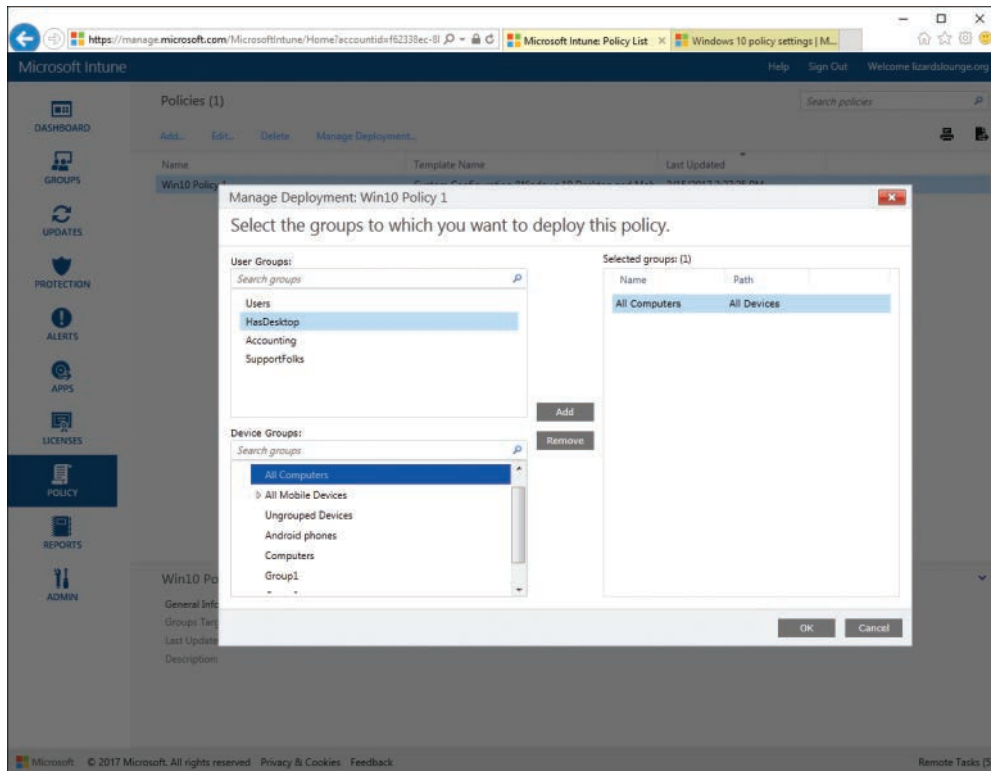 https://manage.microsoft.com/MicrosoftIntune/Home?accountid=f62338ec-8
Microsoft Intune: Policy List
Windows 10 policy settings | M...
Microsoft Intune
Help Sign Out Welcome lizardslounge.org
DASHBOARD
GROUPS
UPDATES
PROTECTION
ALERTS
APPS
LICENSES
POLICY
REPORTS
ADMIN
Policies (1)
Search policies
Add... Edit... Delete Manage Deployment...
Name Template Name Last Updated
Win10 Policy 1
Manage Deployment: Win10 Policy 1
Select the groups to which you want to deploy this policy.
User Groups:
Search groups
Users
HasDesktop
Accounting
SupportFolks
Device Groups:
Search groups
All Computers
All Mobile Devices
Ungrouped Devices
Android phones
Computers
Group1
Add
Remove
Selected groups: (1)
Name Path
All Computers All Devices
OK Cancel
Win10 Po
General Info
Groups Targ
Last Update
Description:
Microsoft © 2017 Microsoft. All rights reserved Privacy & Cookies Feedback
Remote Tasks (5